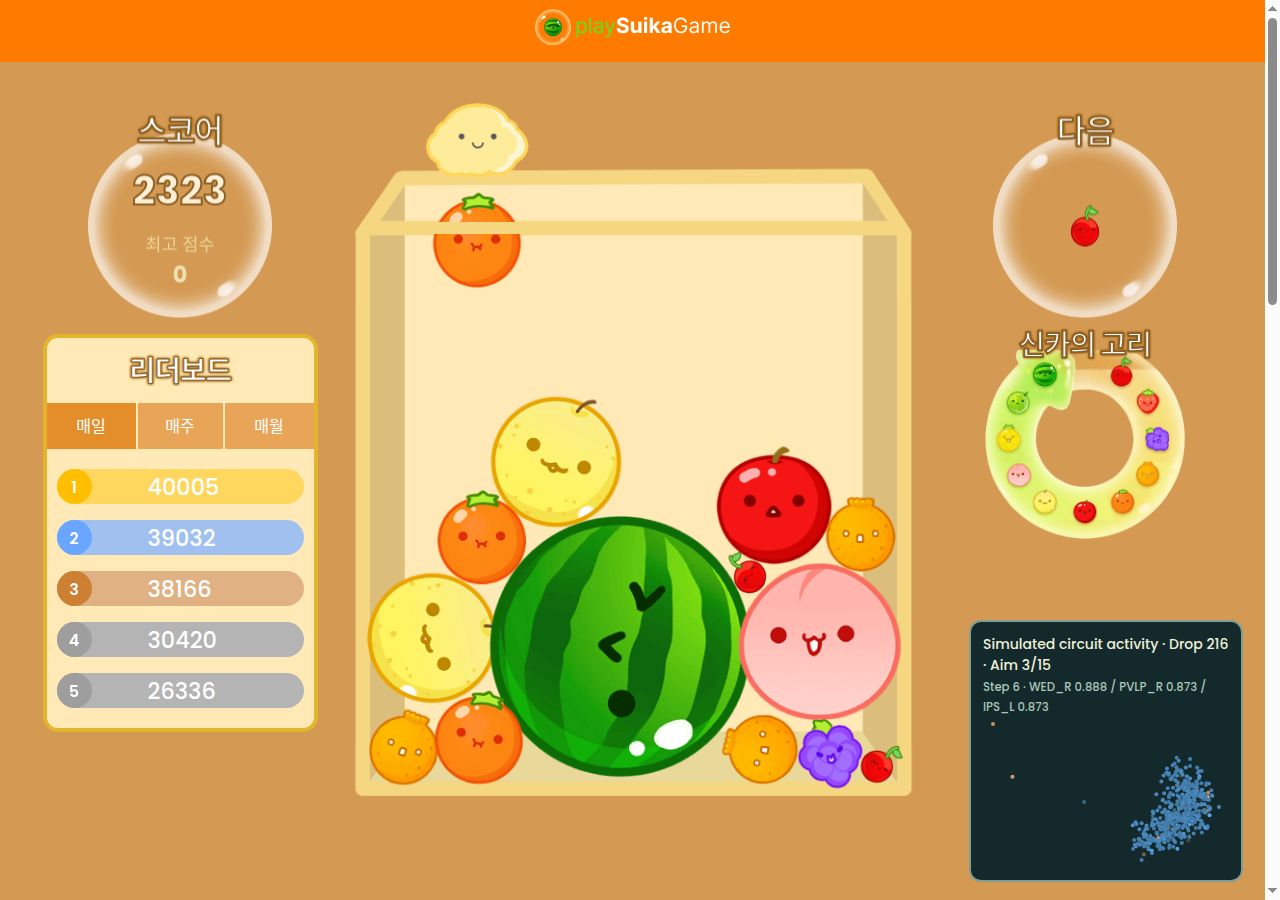 playSuikaGame
스코어
2323
최고 점수
0
다음
신카의 고리
리더보드
매일 매주 매월
1 40005
2 39032
3 38166
4 30420
5 26336
Simulated circuit activity · Drop 216
· Aim 3/15
Step 6 · WED_R 0.888 / PVLP_R 0.873 /
IPS_L 0.873